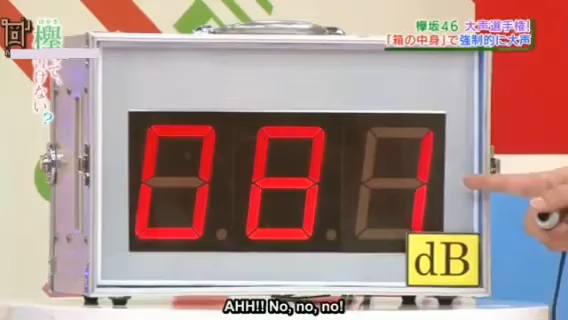 欅坂46 大声選手権!
「箱の中身」で強制的に大声
欅
って、
けない?
081
dB
AHH!! No, no, no!